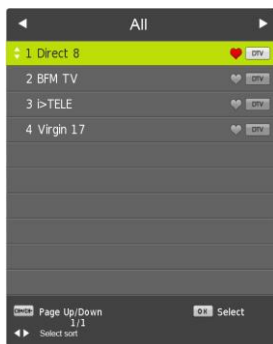 All
1 Direct 8 DTV
2 BFM TV DTV
3 i>TELE DTV
4 Virgin 17 DTV
Page Up/Down OK Select
1/1
Select sort